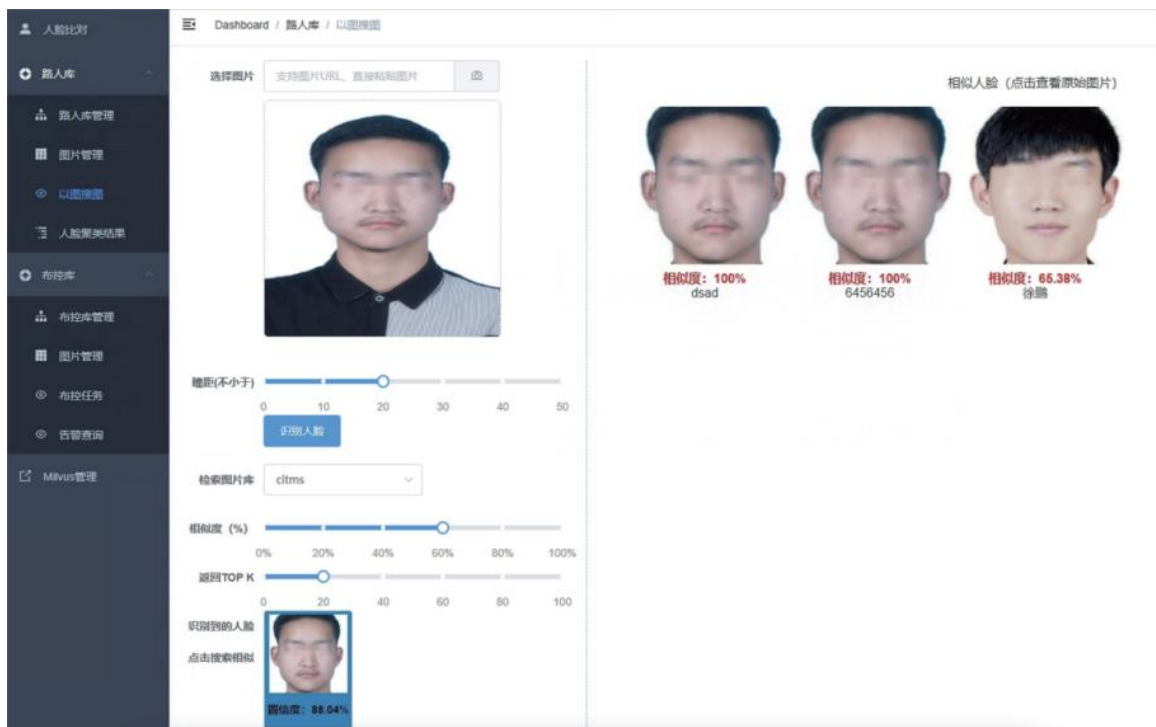 人脸比对
路人库
路人库管理
图片管理
以图搜图
人脸聚类结果
布控库
布控库管理
图片管理
布控任务
告警查询
Milvus管理
Dashboard / 路人库 / 以图搜图
选择图片
支持图片URL，直接粘贴图片
瞳距(不小于)
0 10 20 30 40 50
识别人脸
检索图片库
citms
相似度（%）
0% 20% 40% 60% 80% 100%
返回TOP K
0 20 40 60 80 100
识别到的人脸
点击搜索相似
置信度：88.04%
相似人脸（点击查看原始图片）
相似度：100%
dsad
相似度：100%
6456456
相似度：65.38%
徐鹏